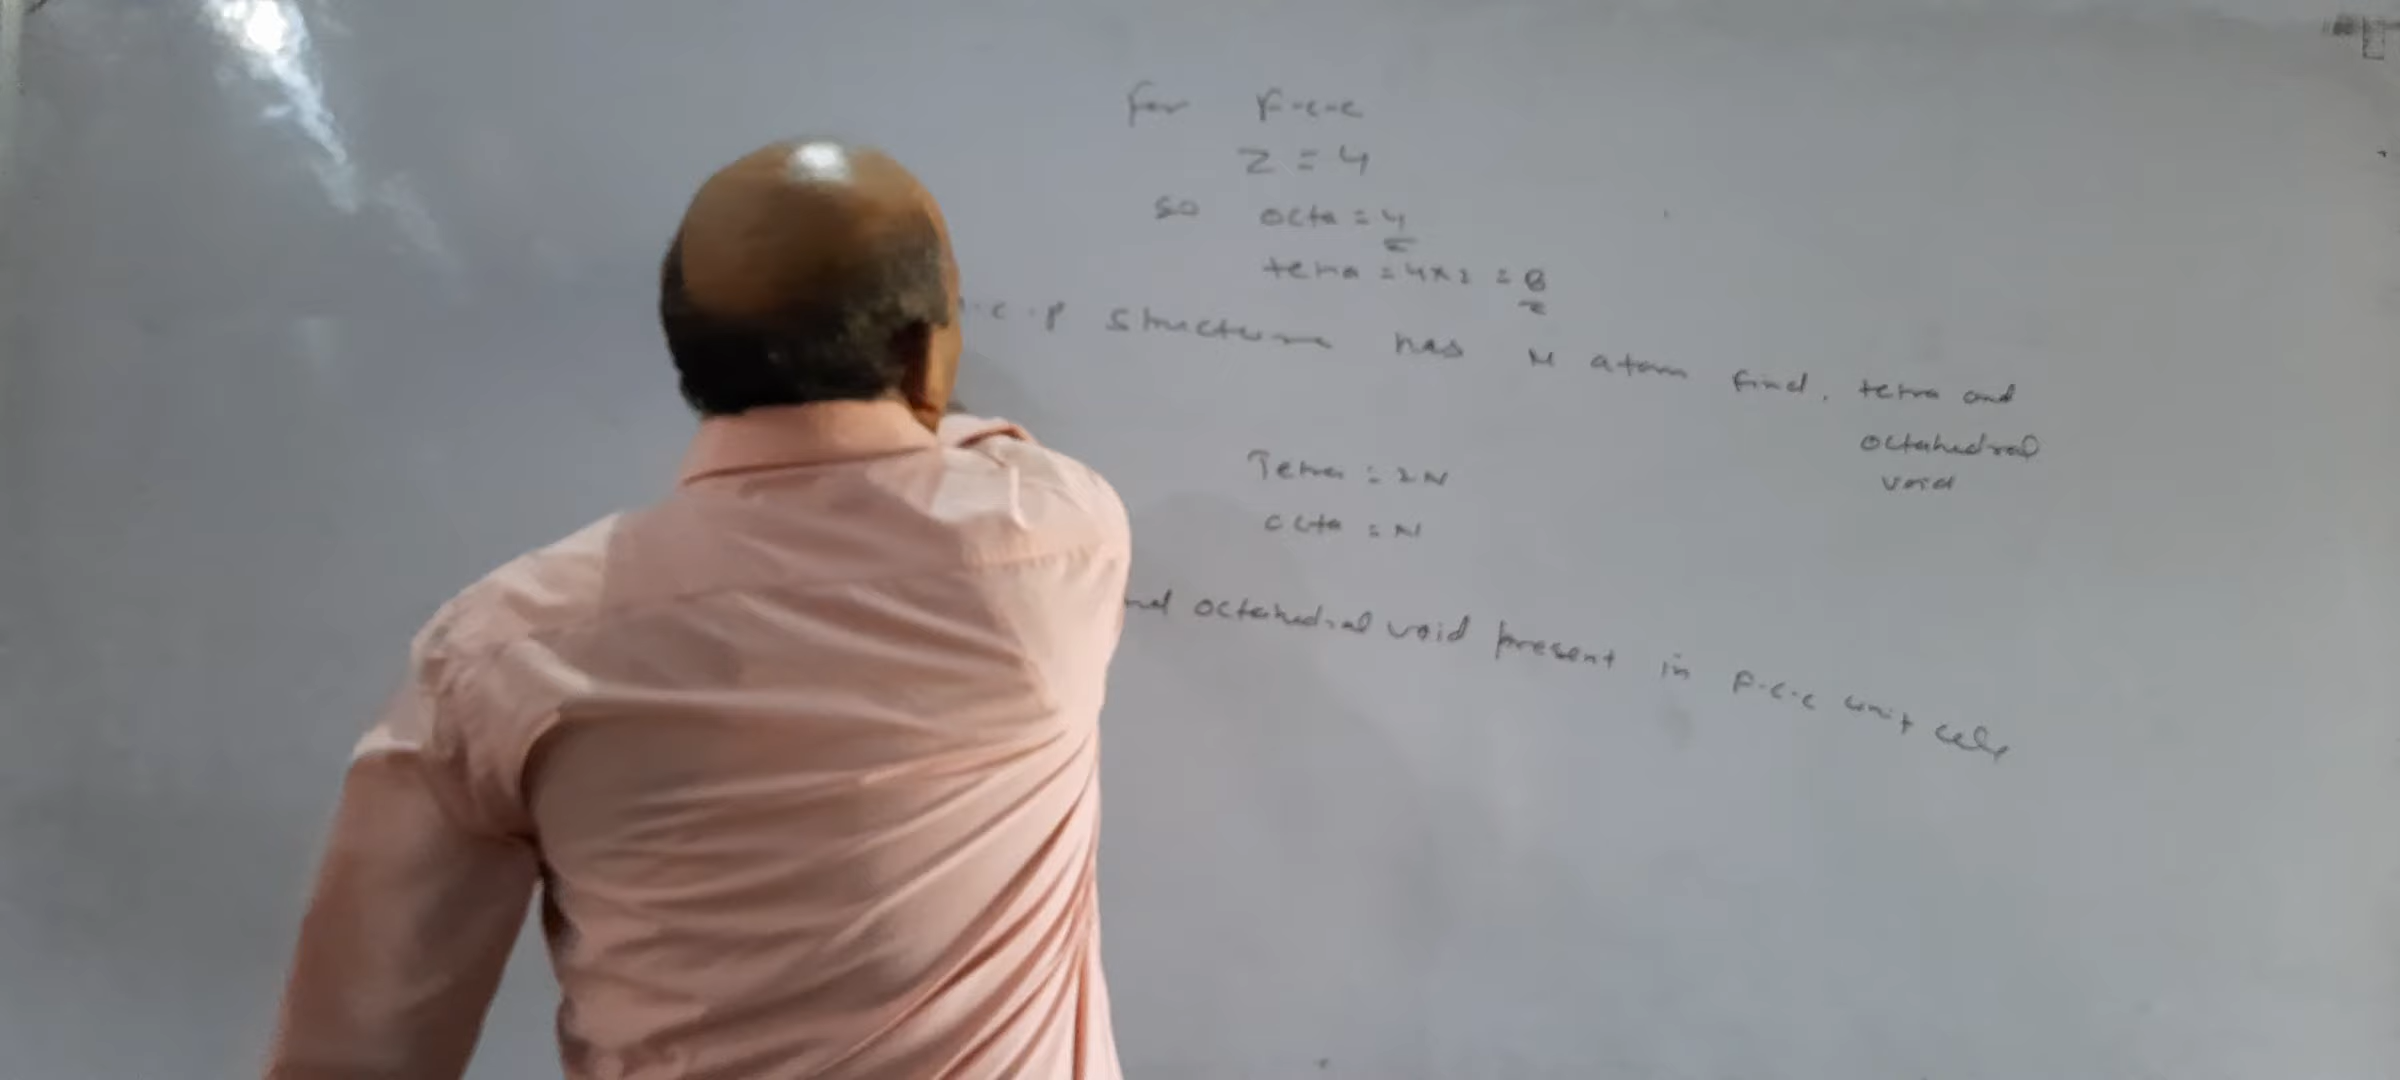 For F-c-c
Z = 4
so octa = 4
tetra = 4x2 = 8
-c-p structure has N atom find, tetra and
octahedral
void
Tetra = 2N
octa = N
nd octahedral void present in F-c-c unit cell